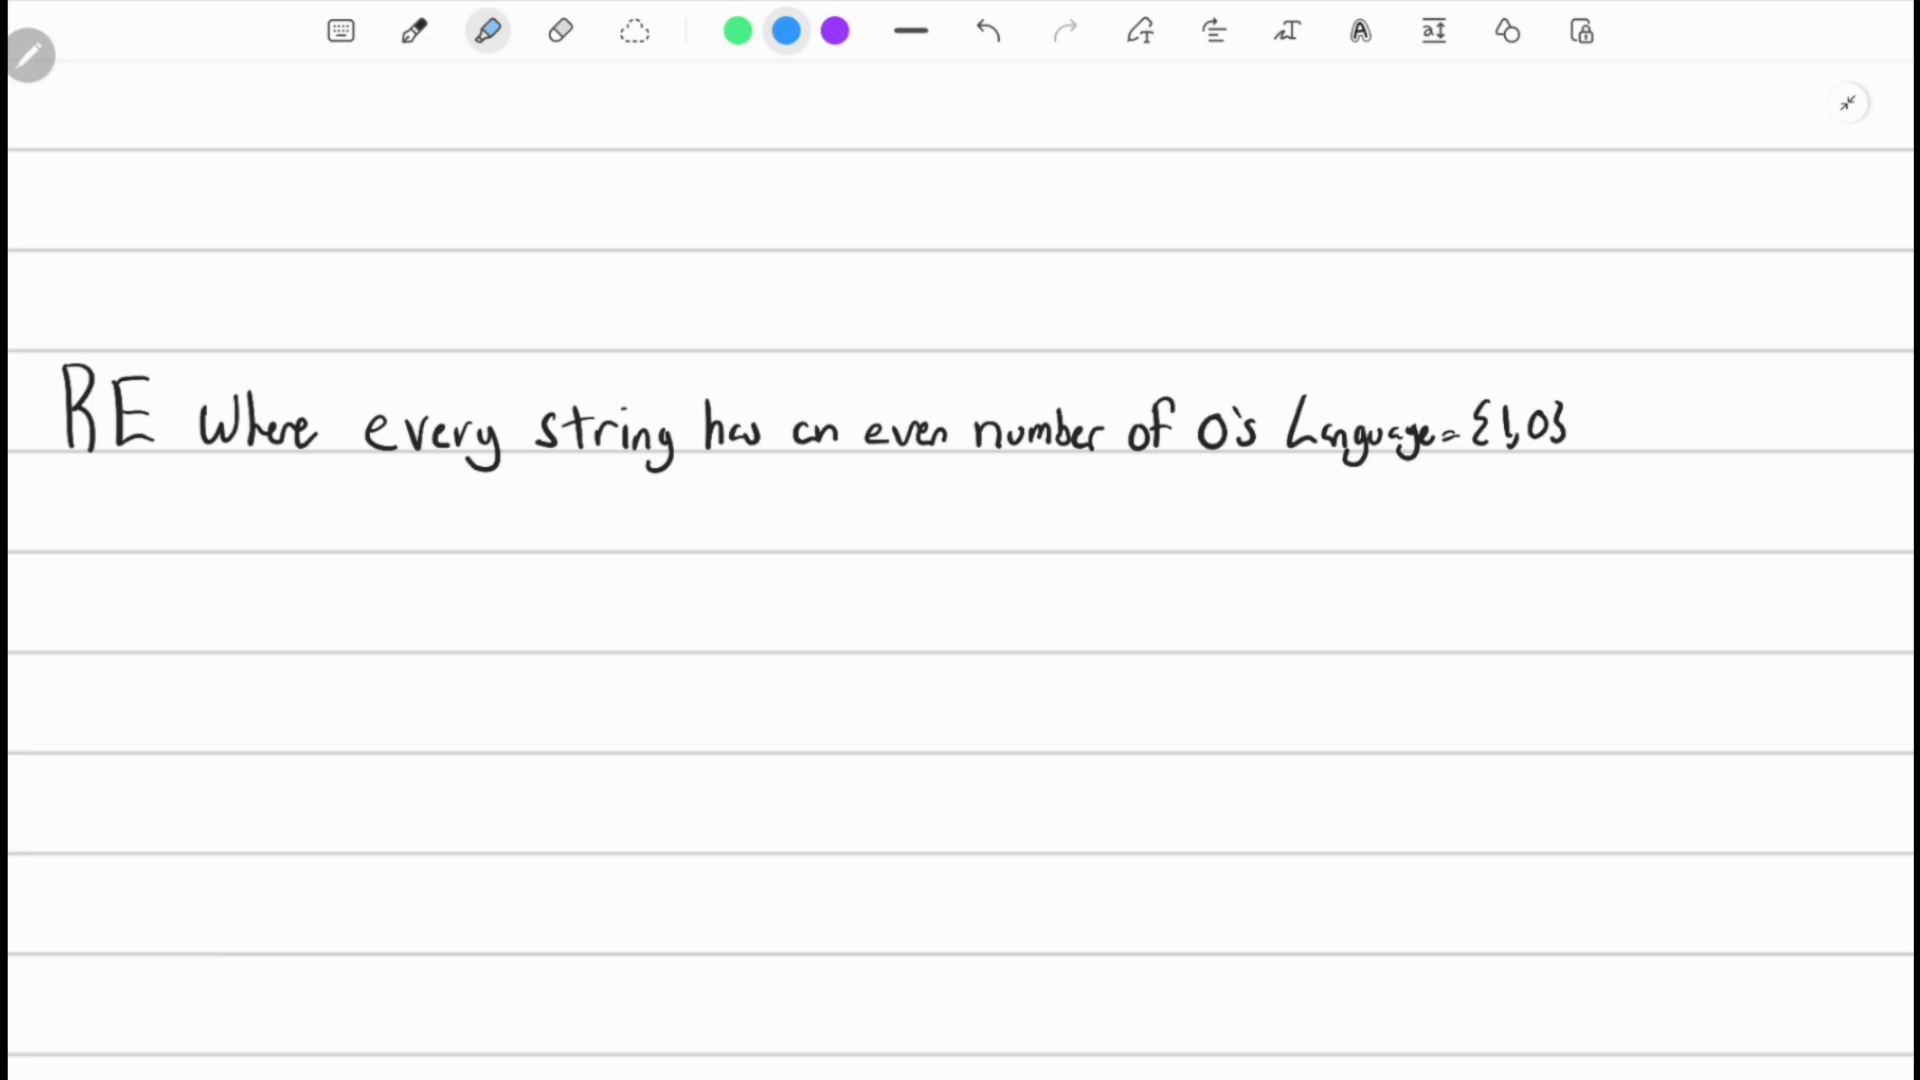 RE Where every string has an even number of 0's Language = {1,0}